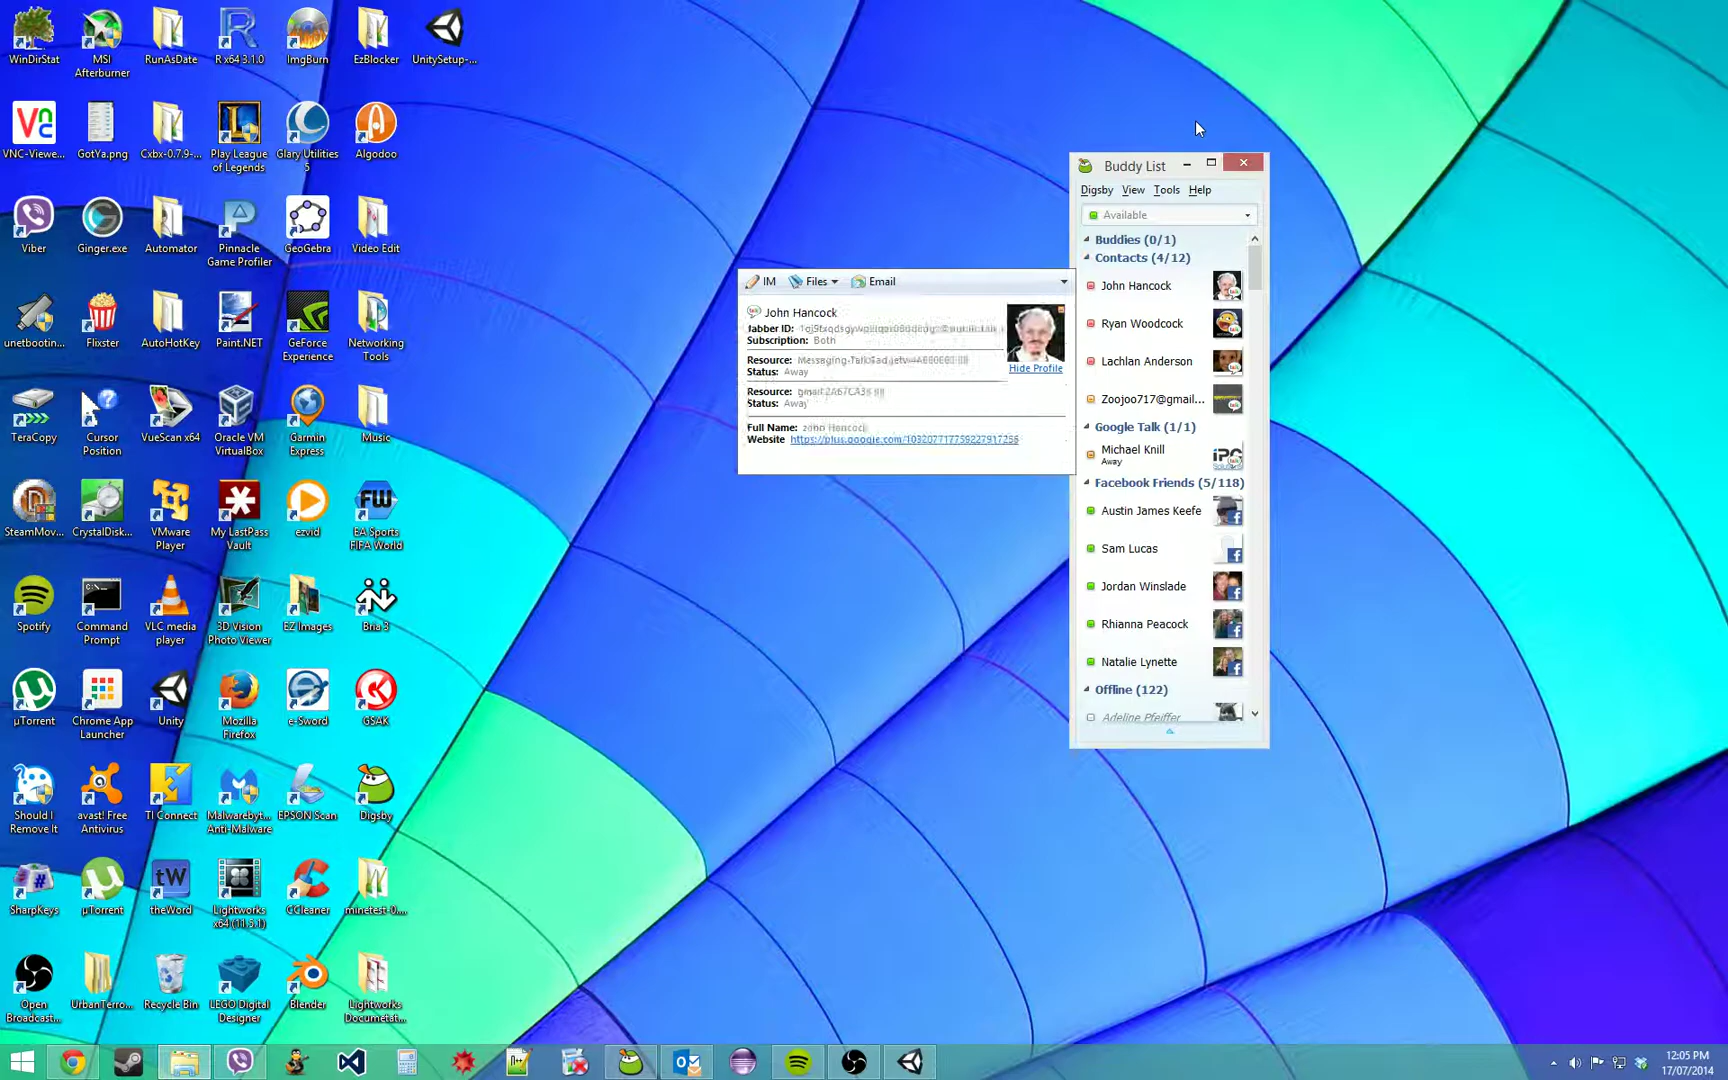 WinDirStat
MSI
Afterburner
RunAsDate
R x64 3.1.0
ImgBurn
EzBlocker
UnitySetup-...
VNC-Viewe...
GotYa.png
Cxbx-0.7.9-...
Play League
of Legends
Glary Utilities
5
Algodoo
Viber
Ginger.exe
Automator
Pinnacle
Game Profiler
GeoGebra
Video Edit
unetbootin...
Flixster
AutoHotKey
Paint.NET
GeForce
Experience
Networking
Tools
TeraCopy
Cursor
Position
VueScan x64
Oracle VM
VirtualBox
Garmin
Express
Music
SteamMov...
CrystalDisk...
VMware
Player
My LastPass
Vault
ezvid
EA Sports
FIFA World
Spotify
Command
Prompt
VLC media
player
3D Vision
Photo Viewer
EZ Images
Bria 3
µTorrent
Chrome App
Launcher
Unity
Mozilla
Firefox
e-Sword
GSAK
Should I
Remove It
avast! Free
Antivirus
TI Connect
Malwarebyt...
Anti-Malware
EPSON Scan
Digsby
SharpKeys
µTorrent
theWord
Lightworks
x64 (11.5.1)
CCleaner
minetest-0....
Open
Broadcast...
UrbanTerro...
Recycle Bin
LEGO Digital
Designer
Blender
Lightworks
Documetat...
IM Files Email
John Hancock
Jabber ID:
Subscription: Both
Hide Profile
Resource:
Status: Away
Resource:
Status: Away
Full Name: John Hancock
Website
Buddy List
Digsby View Tools Help
Available
Buddies (0/1)
Contacts (4/12)
John Hancock
Ryan Woodcock
Lachlan Anderson
Zoojoo717@gmail...
Google Talk (1/1)
Michael Knill
Away
Facebook Friends (5/118)
Austin James Keefe
Sam Lucas
Jordan Winslade
Rhianna Peacock
Natalie Lynette
Offline (122)
Adeline Pfeiffer
12:05 PM
17/07/2014